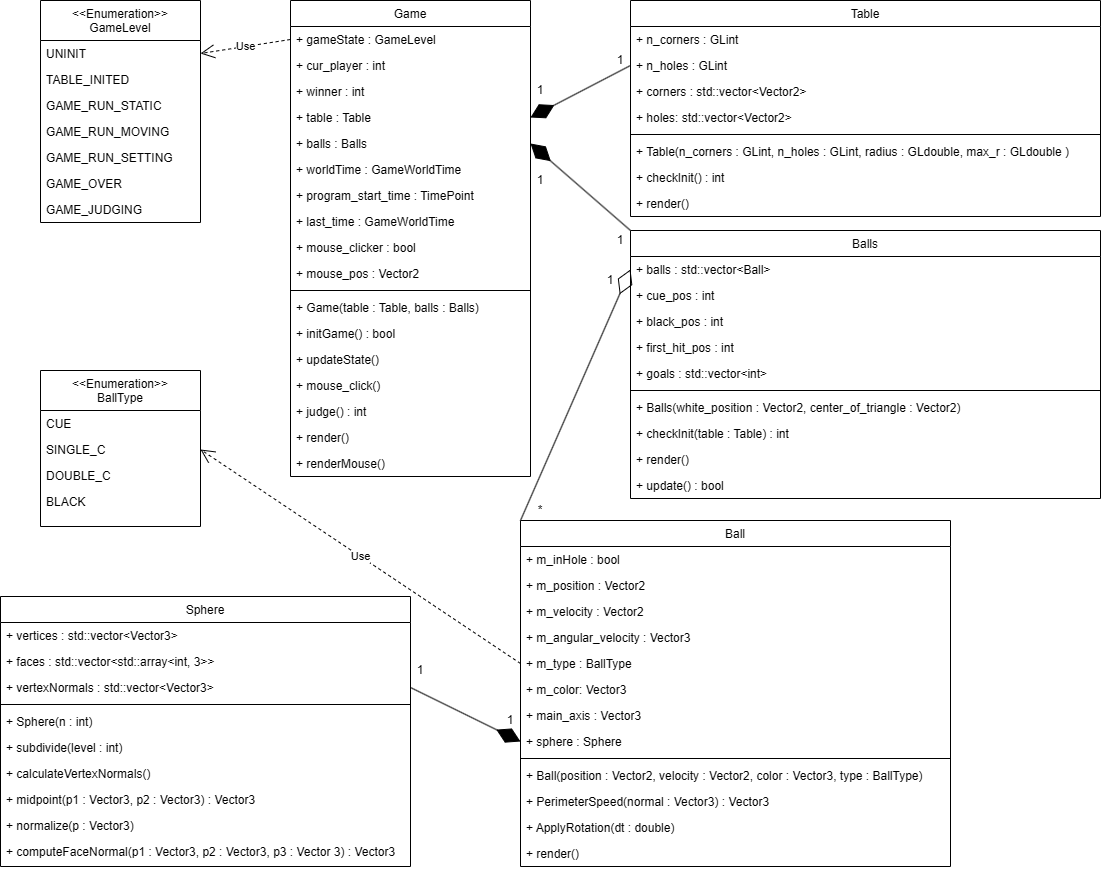 <<Enumeration>>
GameLevel
UNINIT
TABLE_INITED
GAME_RUN_STATIC
GAME_RUN_MOVING
GAME_RUN_SETTING
GAME_OVER
GAME_JUDGING
Use
Game
+ gameState : GameLevel
+ cur_player : int
+ winner : int
+ table : Table
+ balls : Balls
+ worldTime : GameWorldTime
+ program_start_time : TimePoint
+ last_time : GameWorldTime
+ mouse_clicker : bool
+ mouse_pos : Vector2
+ Game(table : Table, balls : Balls)
+ initGame() : bool
+ updateState()
+ mouse_click()
+ judge() : int
+ render()
+ renderMouse()
1
1
1
1
Table
+ n_corners : GLint
+ n_holes : GLint
+ corners : std::vector<Vector2>
+ holes: std::vector<Vector2>
+ Table(n_corners : GLint, n_holes : GLint, radius : GLdouble, max_r : GLdouble )
+ checkInit() : int
+ render()
Balls
+ balls : std::vector<Ball>
+ cue_pos : int
+ black_pos : int
+ first_hit_pos : int
+ goals : std::vector<int>
+ Balls(white_position : Vector2, center_of_triangle : Vector2)
+ checkInit(table : Table) : int
+ render()
+ update() : bool
1
*
<<Enumeration>>
BallType
CUE
SINGLE_C
DOUBLE_C
BLACK
Use
Ball
+ m_inHole : bool
+ m_position : Vector2
+ m_velocity : Vector2
+ m_angular_velocity : Vector3
+ m_type : BallType
+ m_color: Vector3
+ main_axis : Vector3
+ sphere : Sphere
+ Ball(position : Vector2, velocity : Vector2, color : Vector3, type : BallType)
+ PerimeterSpeed(normal : Vector3) : Vector3
+ ApplyRotation(dt : double)
+ render()
1
1
Sphere
+ vertices : std::vector<Vector3>
+ faces : std::vector<std::array<int, 3>>
+ vertexNormals : std::vector<Vector3>
+ Sphere(n : int)
+ subdivide(level : int)
+ calculateVertexNormals()
+ midpoint(p1 : Vector3, p2 : Vector3) : Vector3
+ normalize(p : Vector3)
+ computeFaceNormal(p1 : Vector3, p2 : Vector3, p3 : Vector 3) : Vector3